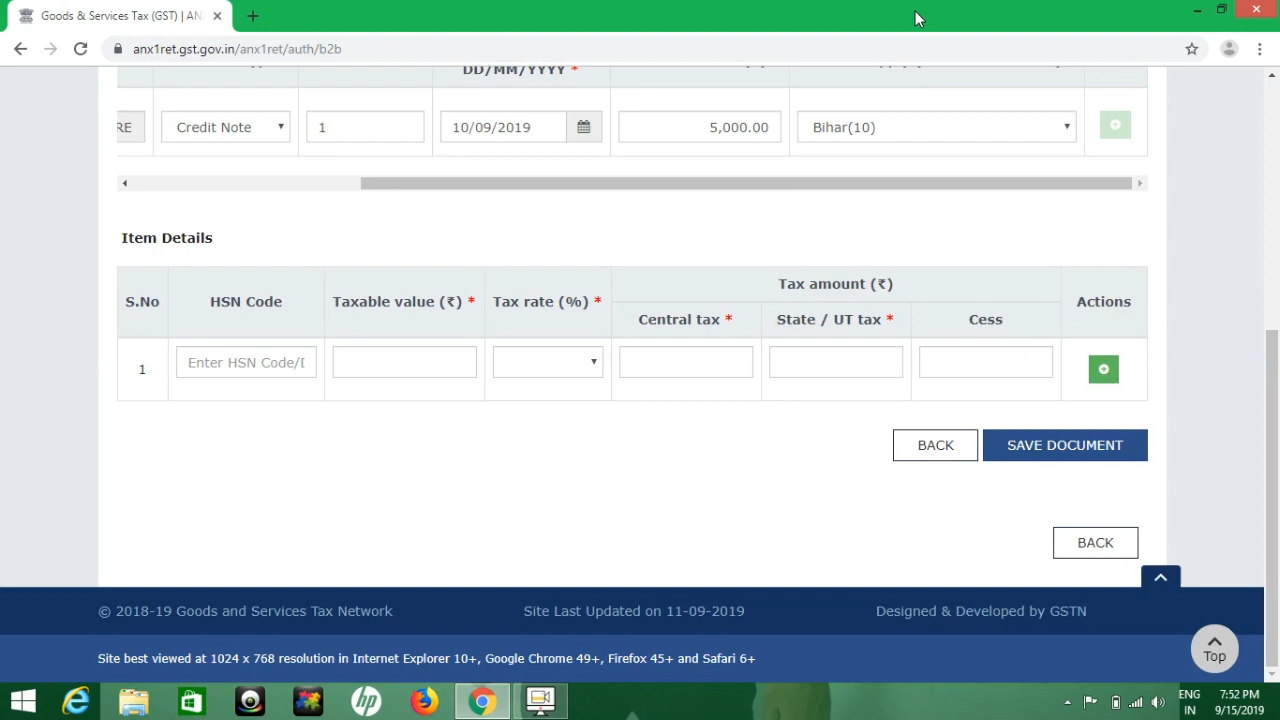 Goods & Services Tax (GST) | AN
anx1ret.gst.gov.in/anx1ret/auth/b2b
DD/MM/YYYY *
RE Credit Note 1 10/09/2019 5,000.00 Bihar(10)
Item Details
Tax amount (₹)
S.No HSN Code Taxable value (₹) * Tax rate (%) * Actions
Central tax * State / UT tax * Cess
1 Enter HSN Code/
BACK SAVE DOCUMENT
BACK
© 2018-19 Goods and Services Tax Network Site Last Updated on 11-09-2019 Designed & Developed by GSTN
Site best viewed at 1024 x 768 resolution in Internet Explorer 10+, Google Chrome 49+, Firefox 45+ and Safari 6+
Top
hp
ENG 7:52 PM
IN 9/15/2019